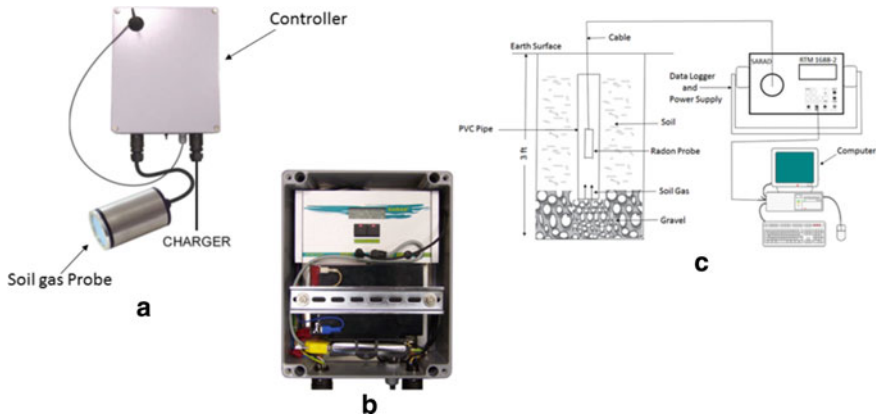 Controller
CHARGER
Soil gas Probe
a
b
Cable
Earth Surface
SARAD
RTM 1688-2
Data Logger
and
Power Supply
PVC Pipe
Soil
Radon Probe
3 ft
Computer
Soil Gas
Gravel
c